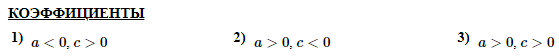 КОЭФФИЦИЕНТЫ
1) a < 0, c > 0 2) a > 0, c < 0 3) a > 0, c > 0